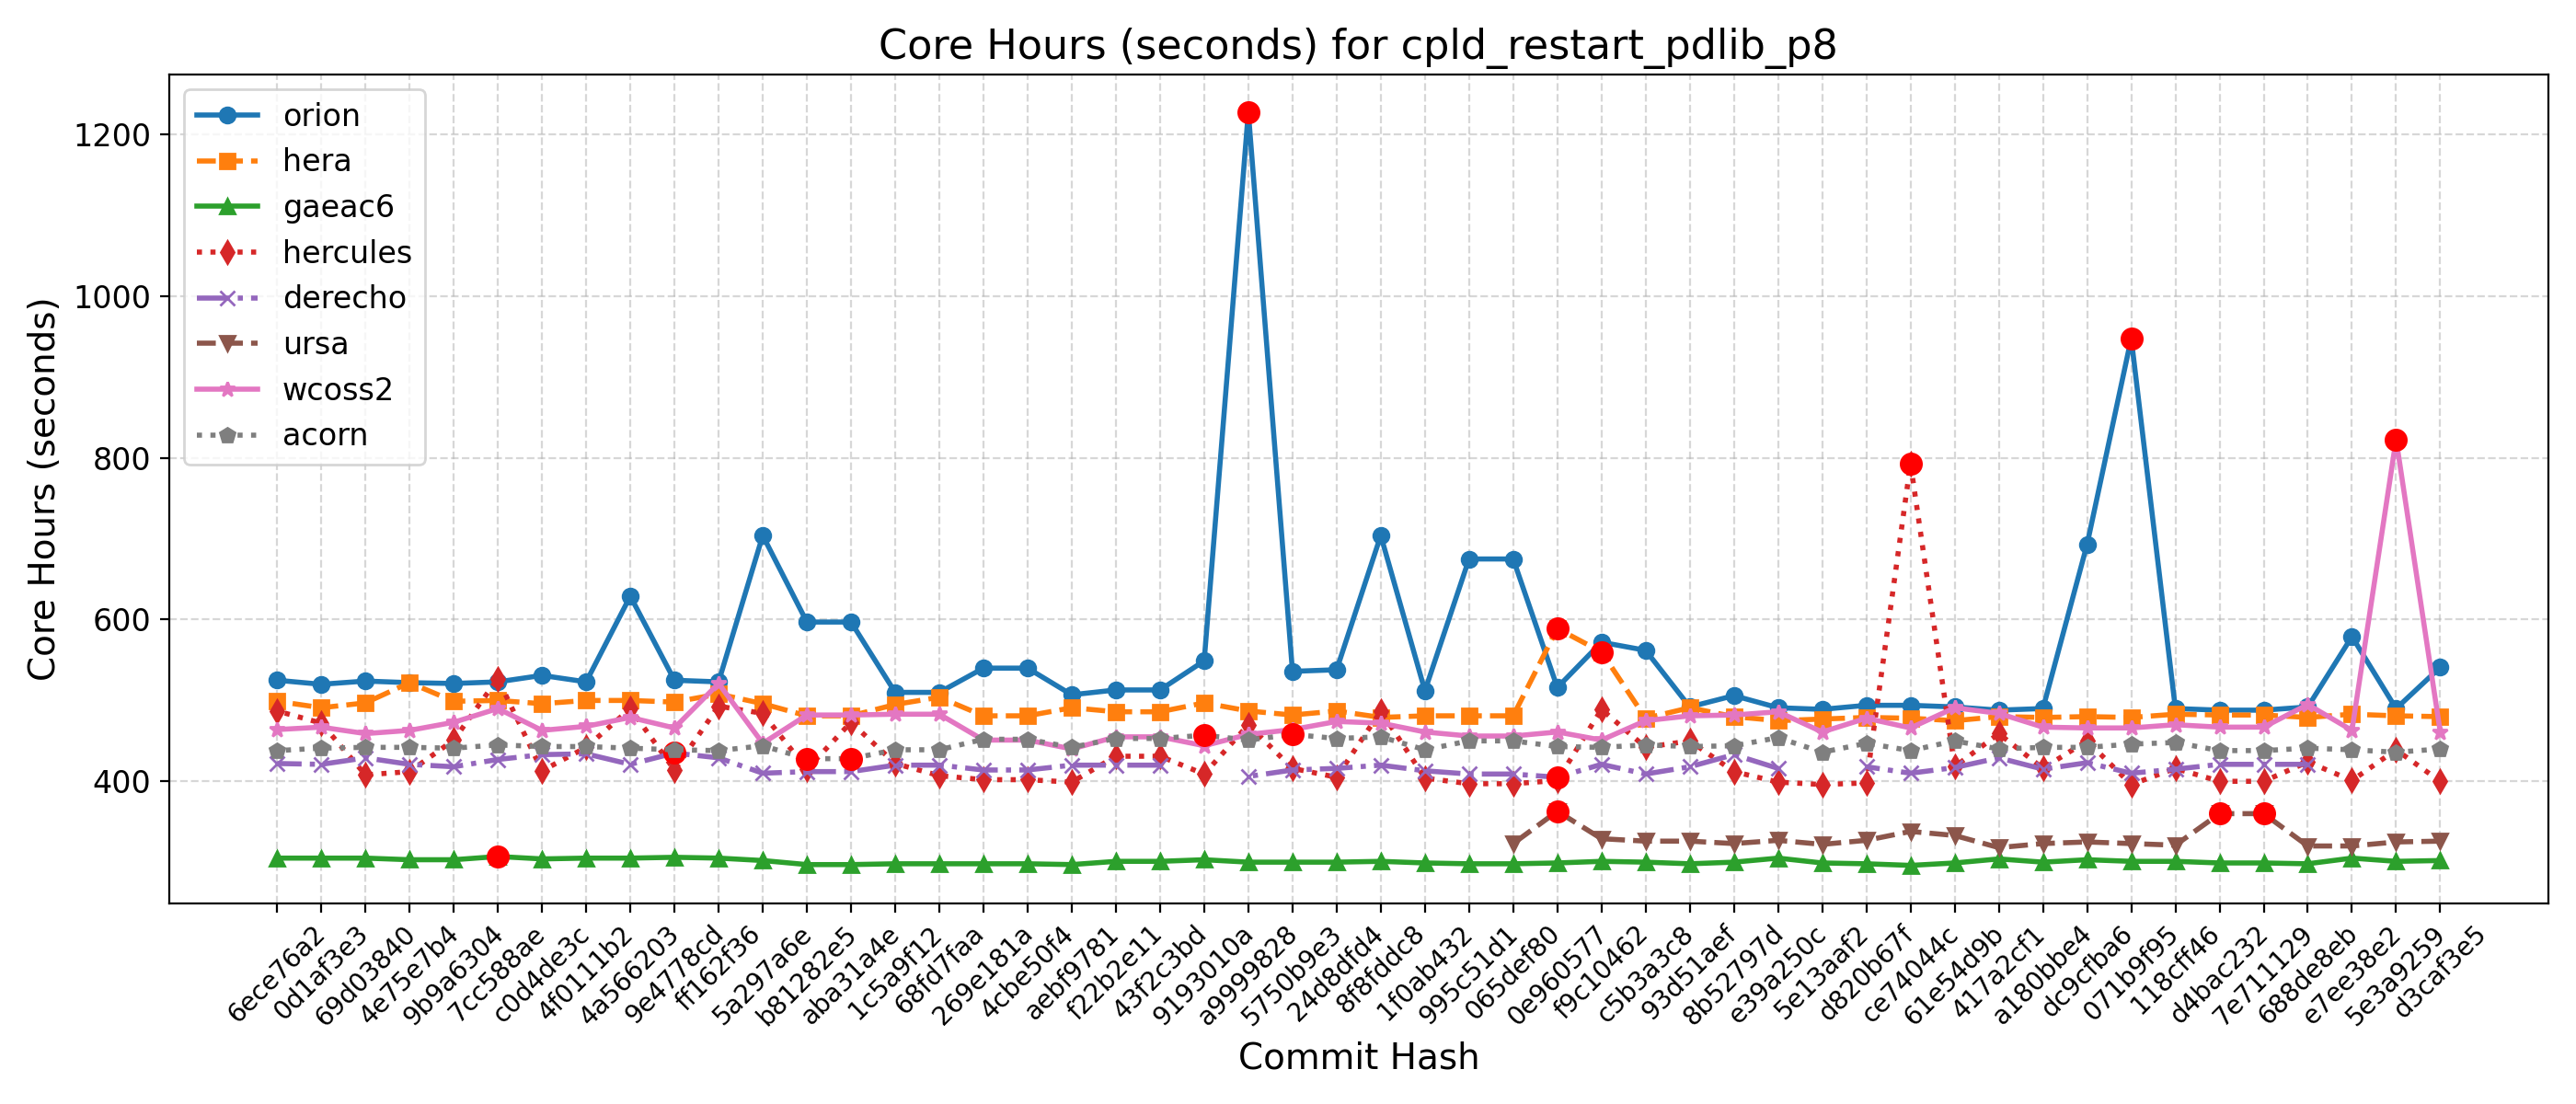 Core Hours (seconds) for cpld_restart_pdlib_p8
Core Hours (seconds)
1200
1000
800
600
400
orion
hera
gaeac6
hercules
derecho
ursa
wcoss2
acorn
6ece76a2
0d1af3e3
69d03840
4e75e7b4
9b9a6304
7cc588ae
c0d4de3c
4f0111b2
4a566203
9e4778cd
ff162f36
5a297a6e
b81282e5
aba31a4e
1c5a9f12
68fd7faa
269e181a
4cbe50f4
aebf9781
f22b2e11
43f2c3bd
9193010a
a9999828
5750b9e3
24d8dfd4
8f8fddc8
1f0ab432
995c51d1
065def80
0e960577
f9c10462
c5b3a3c8
93d51aef
8b52797d
e39a250c
5e13aaf2
d820b67f
ce74044c
61e54d9b
417a2cf1
a180bbe4
dc9cfba6
071b9f95
118cff46
d4bac232
7e711129
688de8eb
e7ee38e2
5e3a9259
d3caf3e5
Commit Hash